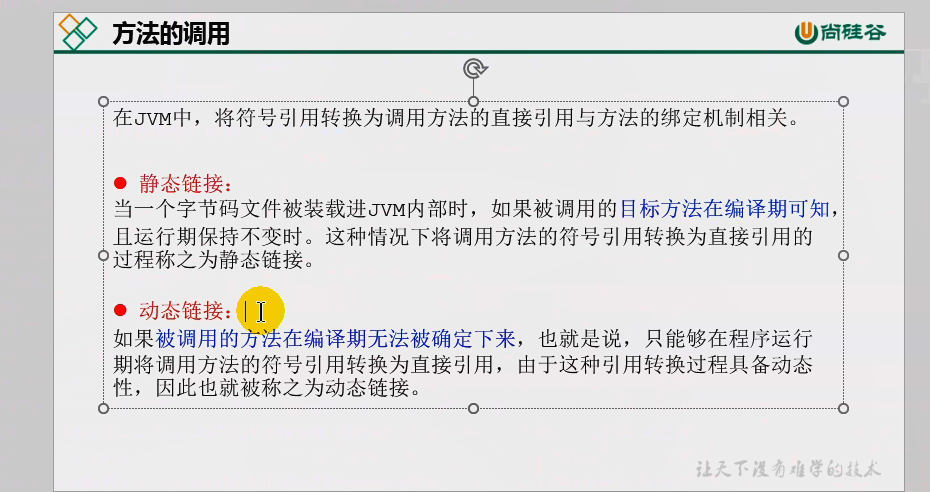 方法的调用
尚硅谷
在JVM中，将符号引用转换为调用方法的直接引用与方法的绑定机制相关。
静态链接：
当一个字节码文件被装载进JVM内部时，如果被调用的目标方法在编译期可知，
且运行期保持不变时。这种情况下将调用方法的符号引用转换为直接引用的
过程称之为静态链接。
动态链接：
如果被调用的方法在编译期无法被确定下来，也就是说，只能够在程序运行
期将调用方法的符号引用转换为直接引用，由于这种引用转换过程具备动态
性，因此也就被称之为动态链接。
让天下没有难学的技术